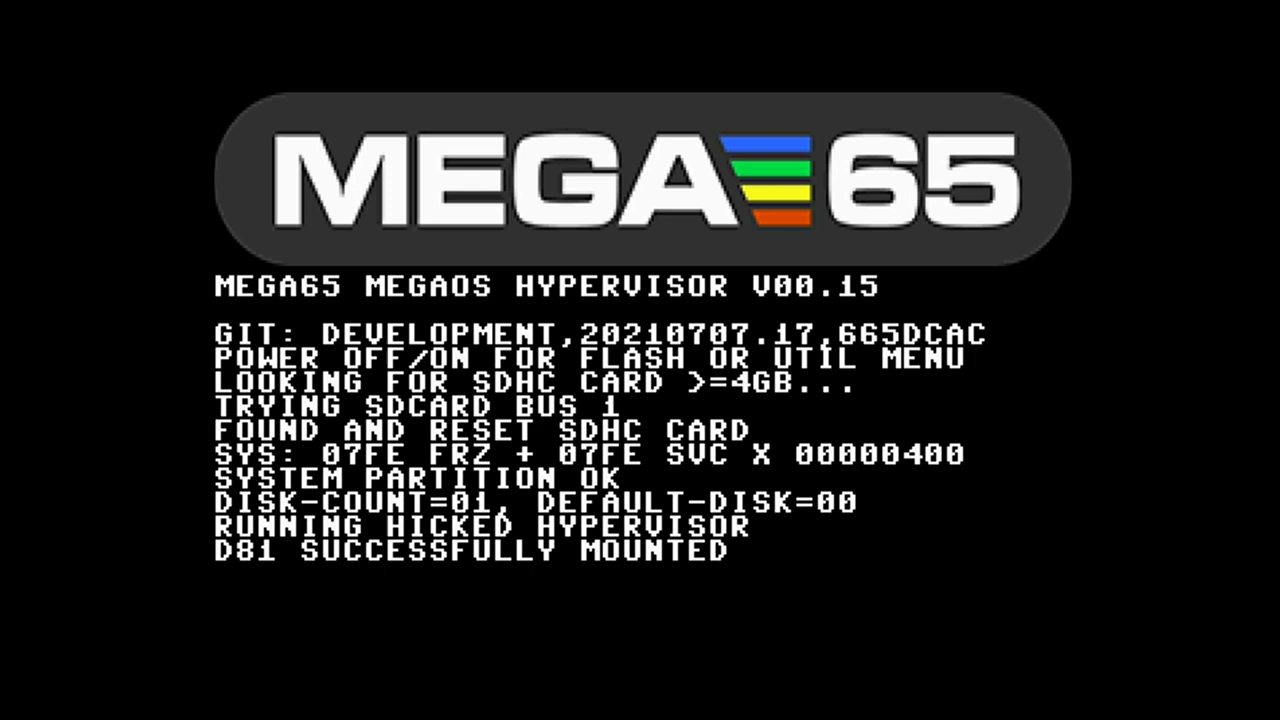 MEGA 65
MEGA65 MEGAOS HYPERVISOR V00.15
GIT: DEVELOPMENT,20210707.17,665DCAC
POWER OFF/ON FOR FLASH OR UTIL MENU
LOOKING FOR SDHC CARD >=4GB...
TRYING SDCARD BUS 1
FOUND AND RESET SDHC CARD
SYS: 07FE FRZ + 07FE SVC X 00000400
SYSTEM PARTITION OK
DISK-COUNT=01, DEFAULT-DISK=00
RUNNING HICKED HYPERVISOR
D81 SUCCESSFULLY MOUNTED